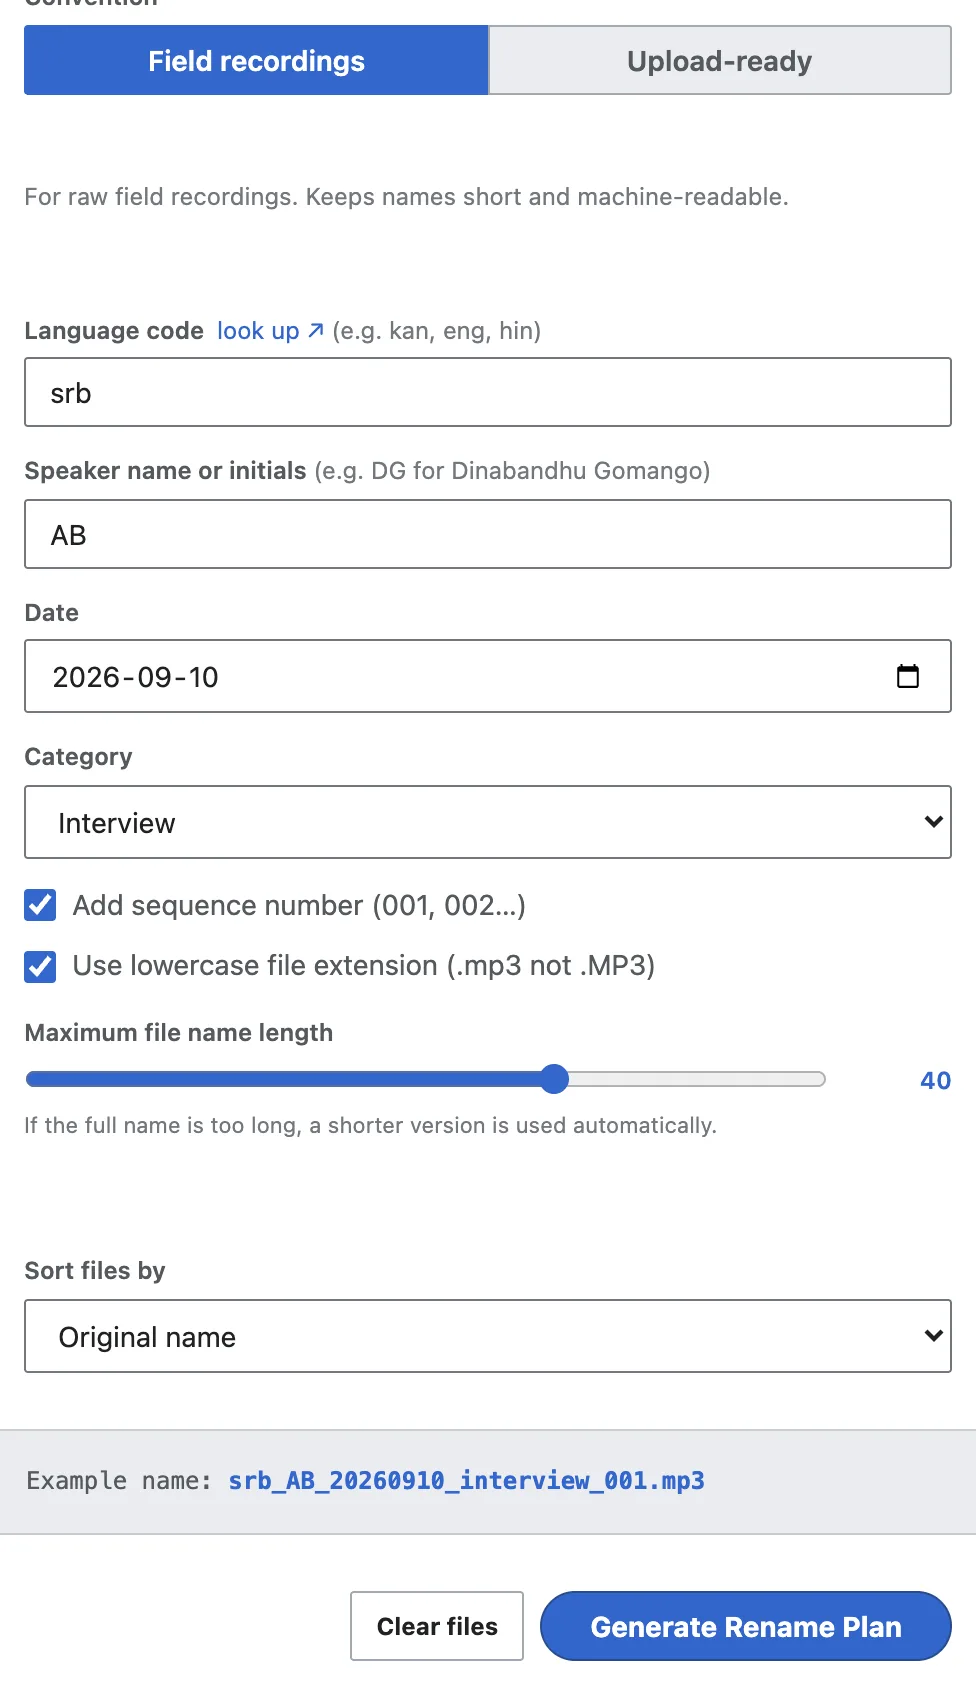 Convention
Field recordings
Upload-ready
For raw field recordings. Keeps names short and machine-readable.
Language code look up ↗ (e.g. kan, eng, hin)
srb
Speaker name or initials (e.g. DG for Dinabandhu Gomango)
AB
Date
2026-09-10
Category
Interview
Add sequence number (001, 002...)
Use lowercase file extension (.mp3 not .MP3)
Maximum file name length
40
If the full name is too long, a shorter version is used automatically.
Sort files by
Original name
Example name: srb_AB_20260910_interview_001.mp3
Clear files
Generate Rename Plan